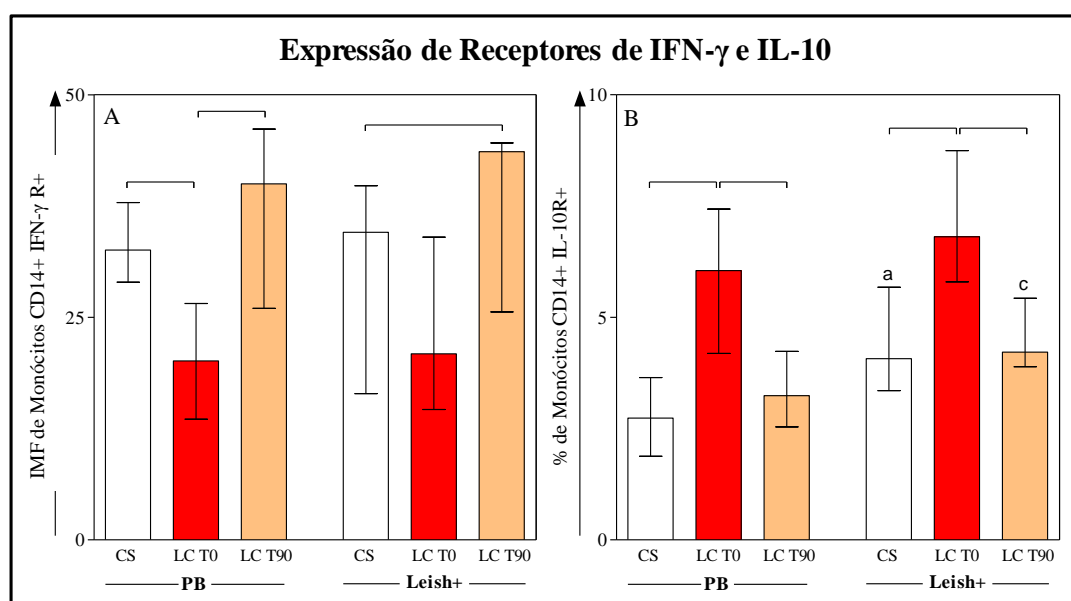 Expressão de Receptores de IFN-γ e IL-10
A
IMF de Monócitos CD14+ IFN-γ R+
50
25
0
CS
LC T0
LC T90
CS
LC T0
LC T90
PB
Leish+
B
% de Monócitos CD14+ IL-10R+
10
5
0
a
c
CS
LC T0
LC T90
CS
LC T0
LC T90
PB
Leish+